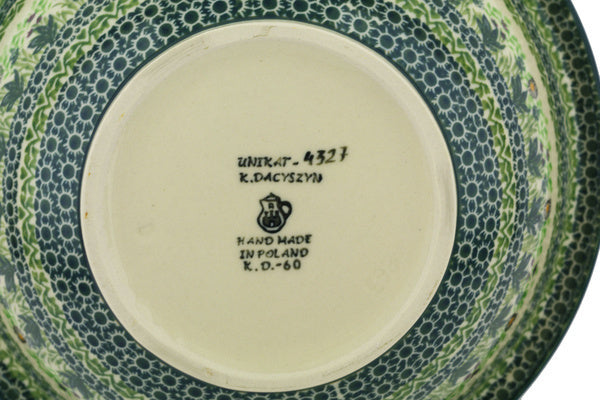 UNIKAT - 4327
K. DACYSZYN
HAND MADE
IN POLAND
K. D. - 60